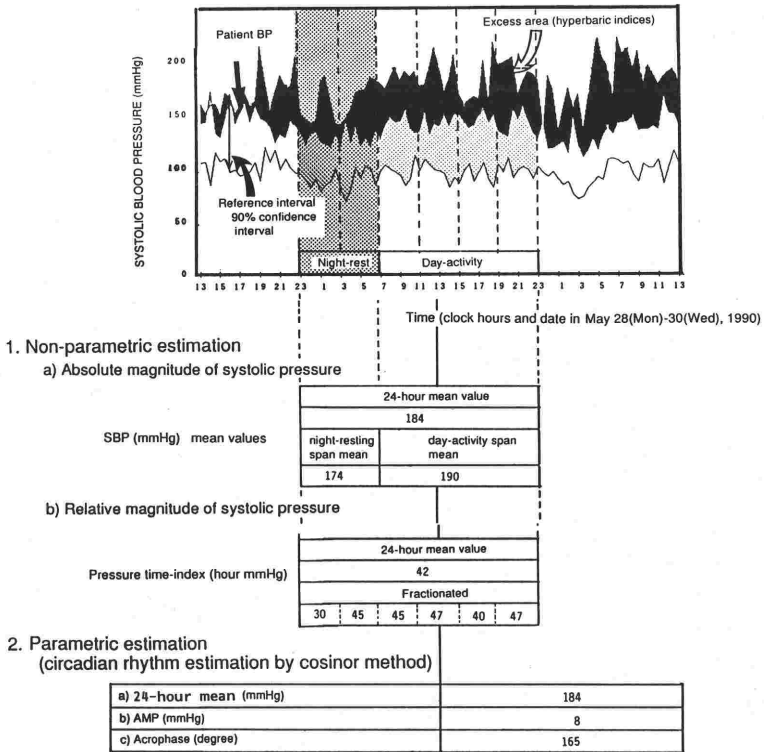 Patient BP
Excess area (hyperbaric indices)
SYSTOLIC BLOOD PRESSURE (mmHg)
200
150
100
50
0
Reference interval
90% confidence
interval
Night-rest
Day-activity
13 15 17 19 21 23 1 3 5 7 9 11 13 15 17 19 21 23 1 3 5 7 9 11 13
Time (clock hours and date in May 28(Mon)-30(Wed), 1990)
1. Non-parametric estimation
a) Absolute magnitude of systolic pressure
24-hour mean value
184
SBP (mmHg) mean values
night-resting
span mean
day-activity span
mean
174
190
b) Relative magnitude of systolic pressure
24-hour mean value
Pressure time-index (hour mmHg)
42
Fractionated
30 45 45 47 40 47
2. Parametric estimation
(circadian rhythm estimation by cosinor method)
a) 24-hour mean (mmHg) 184
b) AMP (mmHg) 8
c) Acrophase (degree) 165